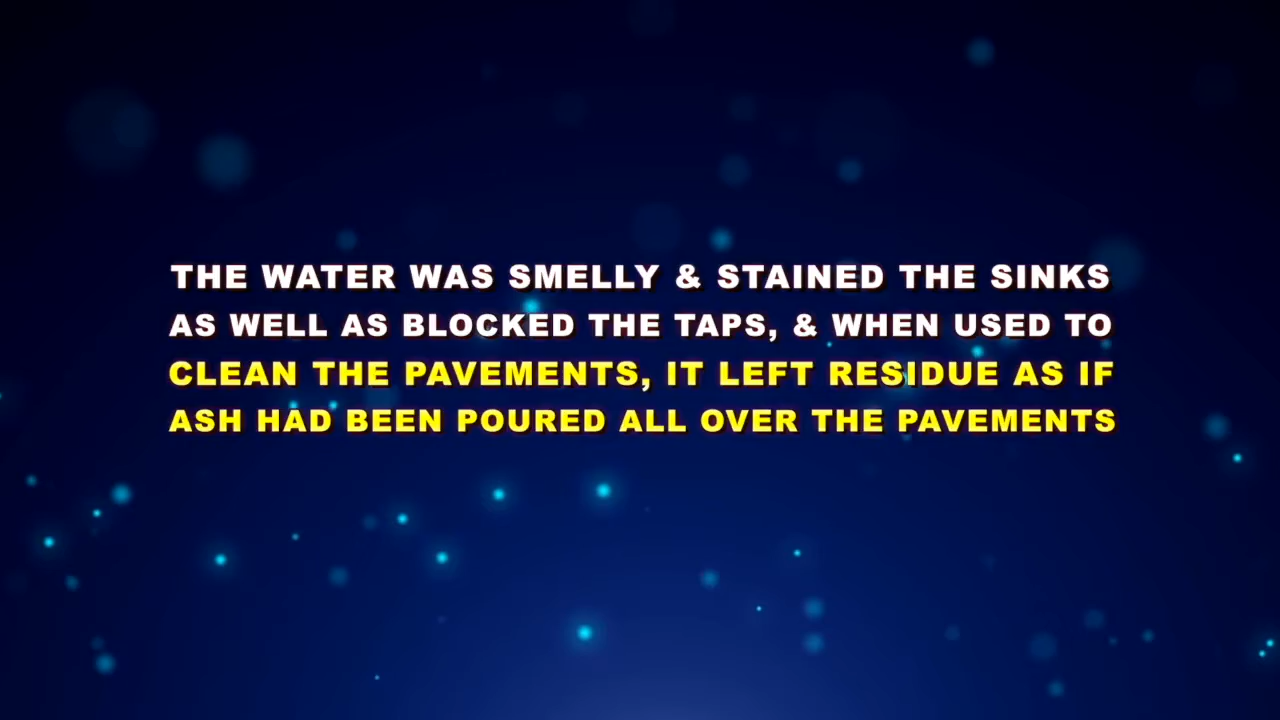 THE WATER WAS SMELLY & STAINED THE SINKS
AS WELL AS BLOCKED THE TAPS, & WHEN USED TO
CLEAN THE PAVEMENTS, IT LEFT RESIDUE AS IF
ASH HAD BEEN POURED ALL OVER THE PAVEMENTS